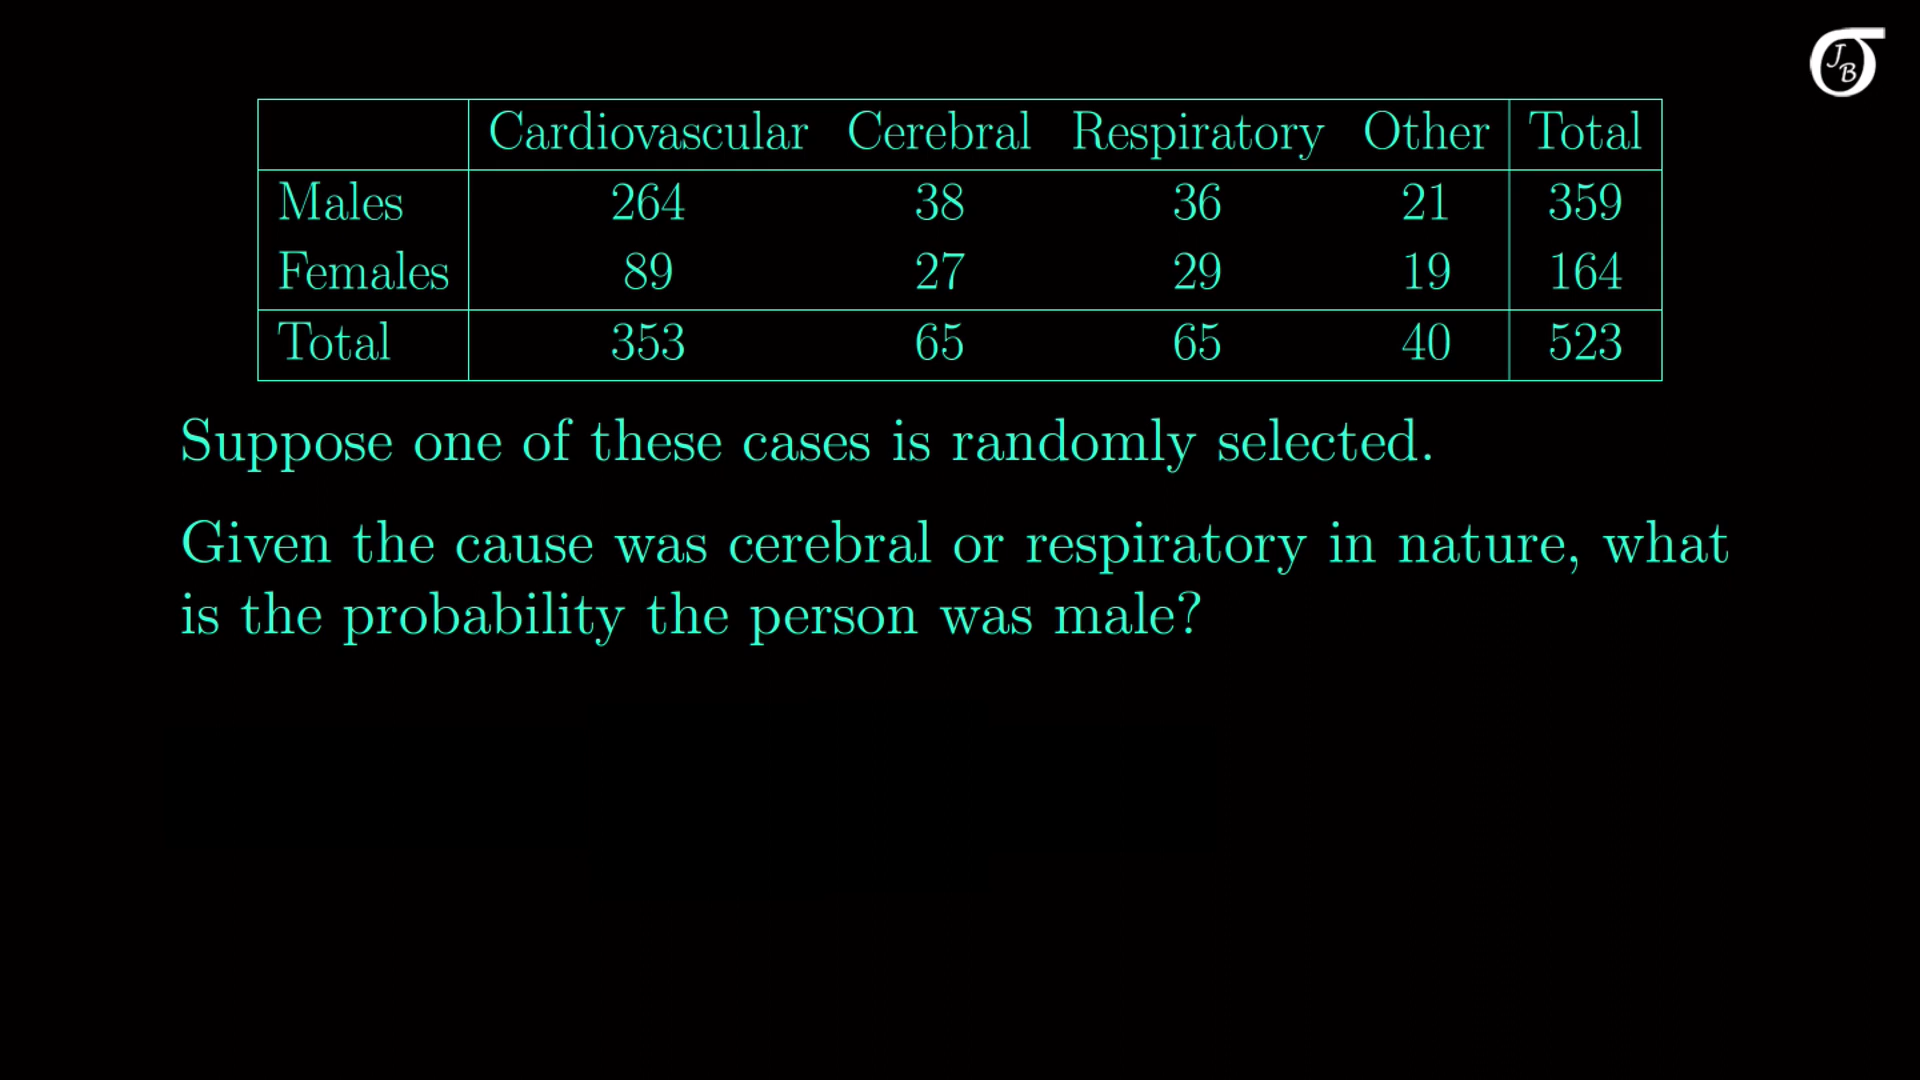 J
B
Cardiovascular Cerebral Respiratory Other Total
Males 264 38 36 21 359
Females 89 27 29 19 164
Total 353 65 65 40 523
Suppose one of these cases is randomly selected.
Given the cause was cerebral or respiratory in nature, what
is the probability the person was male?